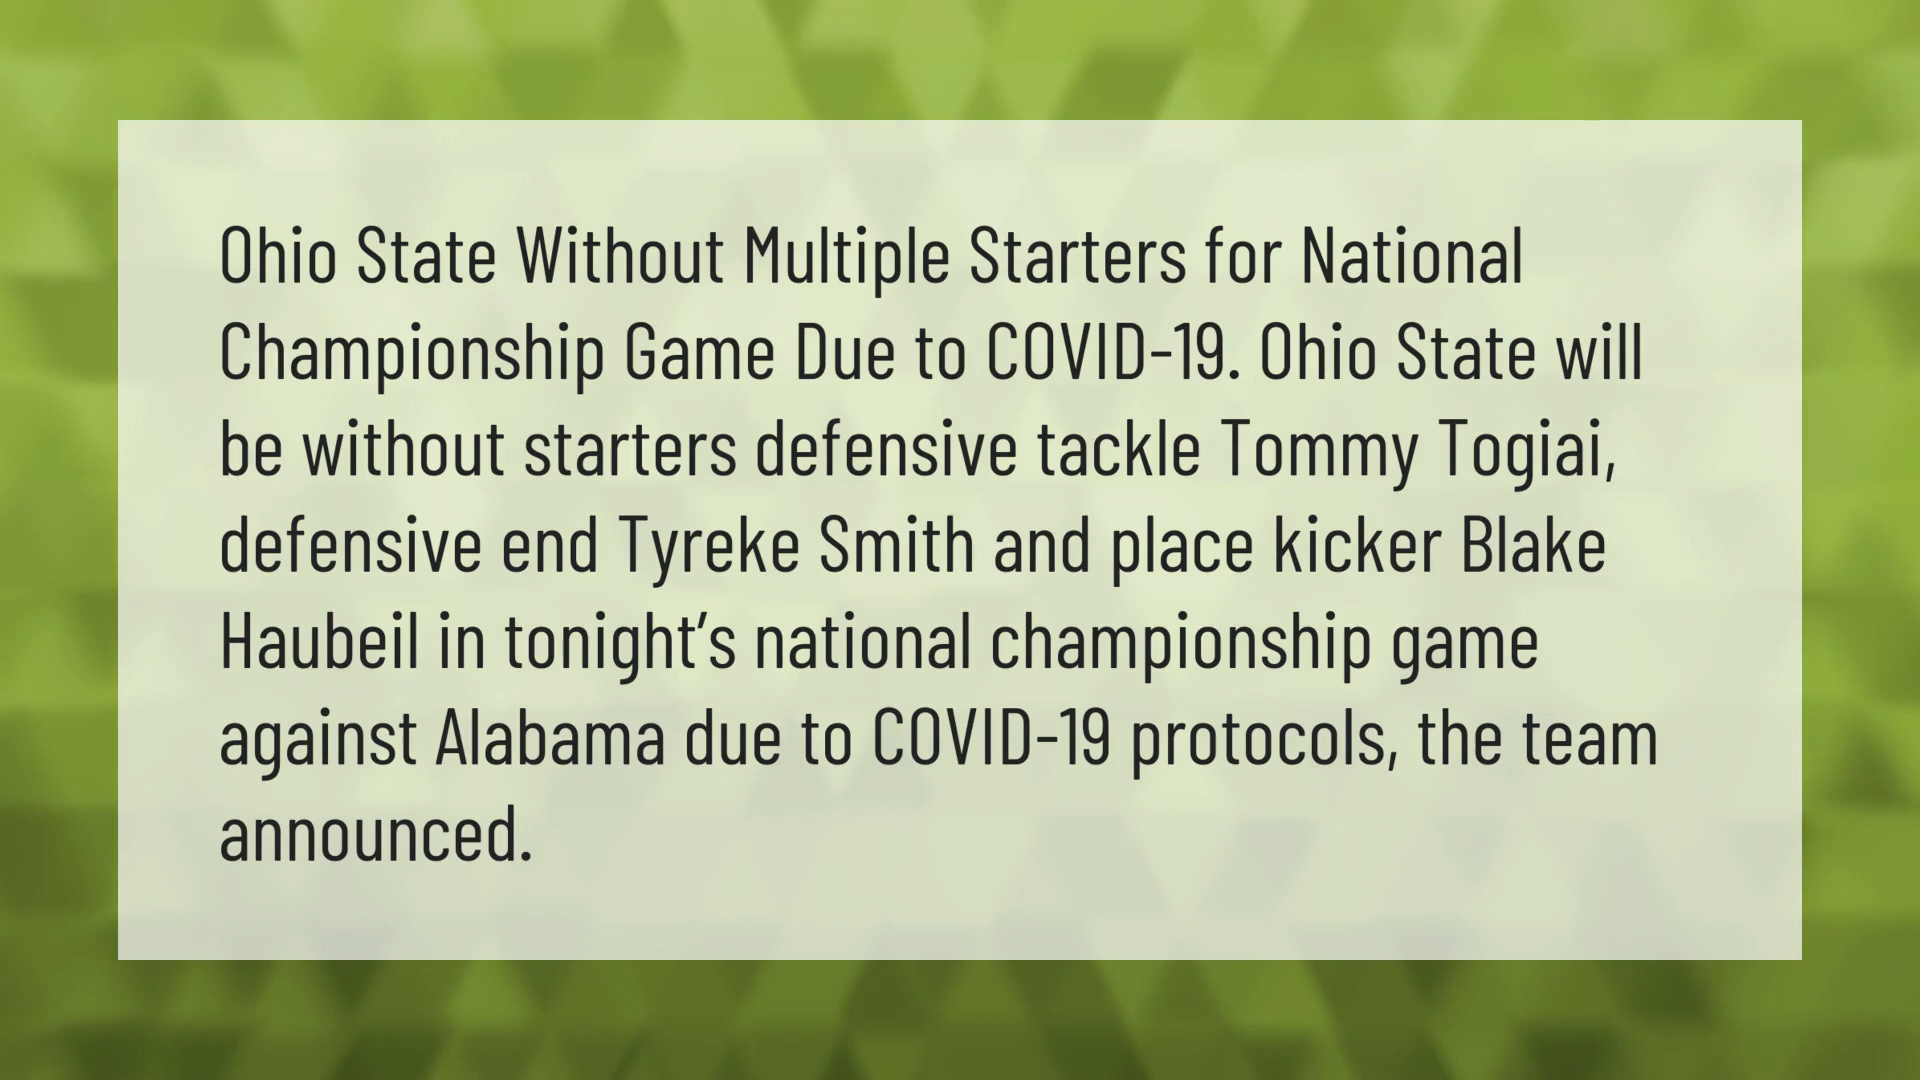 Ohio State Without Multiple Starters for National
Championship Game Due to COVID-19. Ohio State will
be without starters defensive tackle Tommy Togiai,
defensive end Tyreke Smith and place kicker Blake
Haubeil in tonight’s national championship game
against Alabama due to COVID-19 protocols, the team
announced.